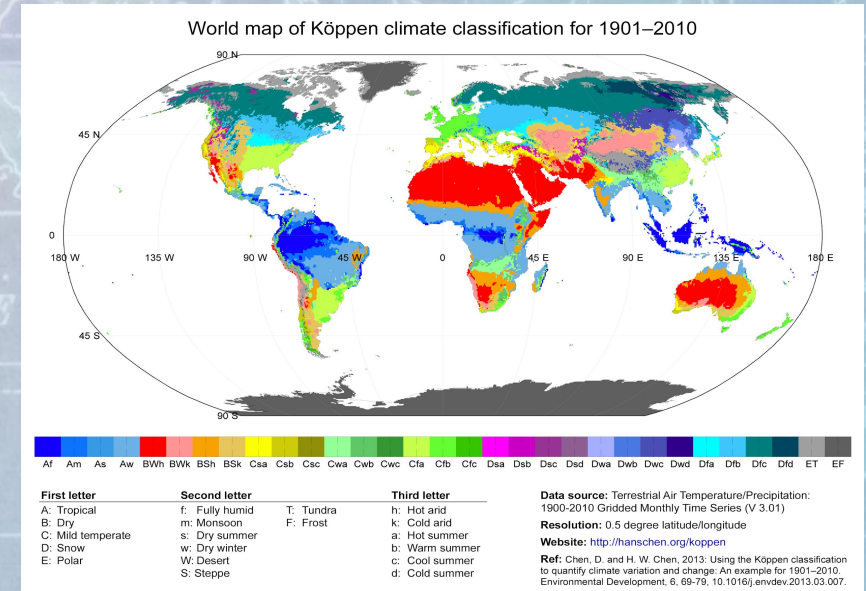 World map of Köppen climate classification for 1901–2010
90 N
45 N
0
180 W 135 W 90 W 45 W 0 45 E 90 E 135 E 180 E
45 S
90 S
Af Am As Aw BWh BWk BSh BSk Csa Csb Csc Cwa Cwb Cwc Cfa Cfb Cfc Dsa Dsb Dsc Dsd Dwa Dwb Dwc Dwd Dfa Dfb Dfc Dfd ET EF
First letter
A: Tropical
B: Dry
C: Mild temperate
D: Snow
E: Polar
Second letter
f: Fully humid T: Tundra
m: Monsoon F: Frost
s: Dry summer
w: Dry winter
W: Desert
S: Steppe
Third letter
h: Hot arid
k: Cold arid
a: Hot summer
b: Warm summer
c: Cool summer
d: Cold summer
Data source: Terrestrial Air Temperature/Precipitation:
1900-2010 Gridded Monthly Time Series (V 3.01)
Resolution: 0.5 degree latitude/longitude
Website: http://hanschen.org/koppen
Ref: Chen, D. and H. W. Chen, 2013: Using the Köppen classification
to quantify climate variation and change: An example for 1901–2010.
Environmental Development, 6, 69-79, 10.1016/j.envdev.2013.03.007.